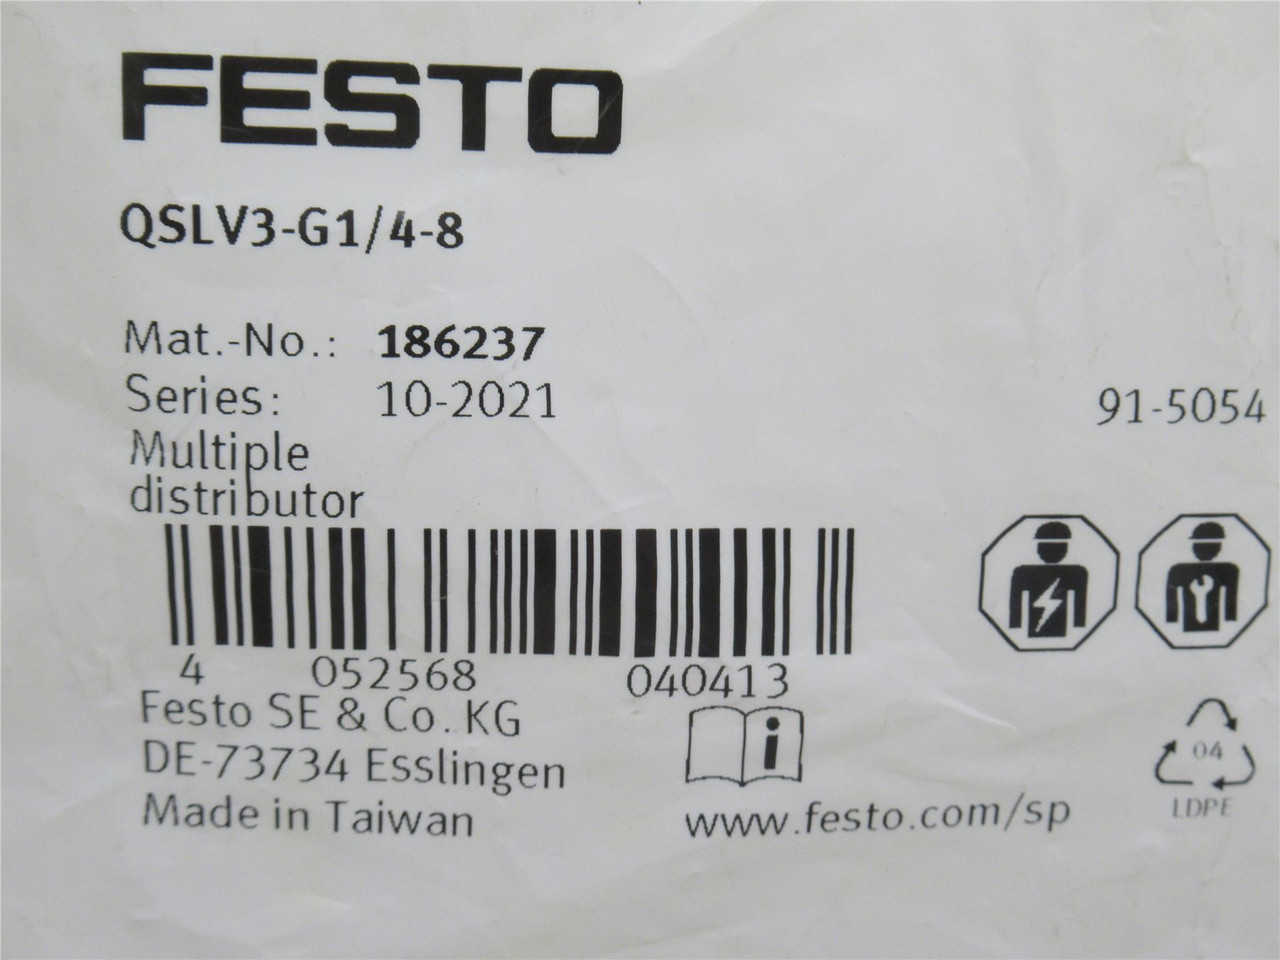 FESTO
QSLV3-G1/4-8
Mat.-No.: 186237
Series: 10-2021
91-5054
Multiple
distributor
4 052568 040413
Festo SE & Co. KG
DE-73734 Esslingen
Made in Taiwan
i
www.festo.com/sp
04
LDPE